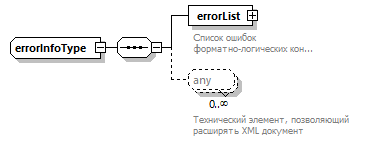 errorList
errorInfoType
Список ошибок
форматно-логических кон...
any
0..∞
Технический элемент, позволяющий
расширять XML документ